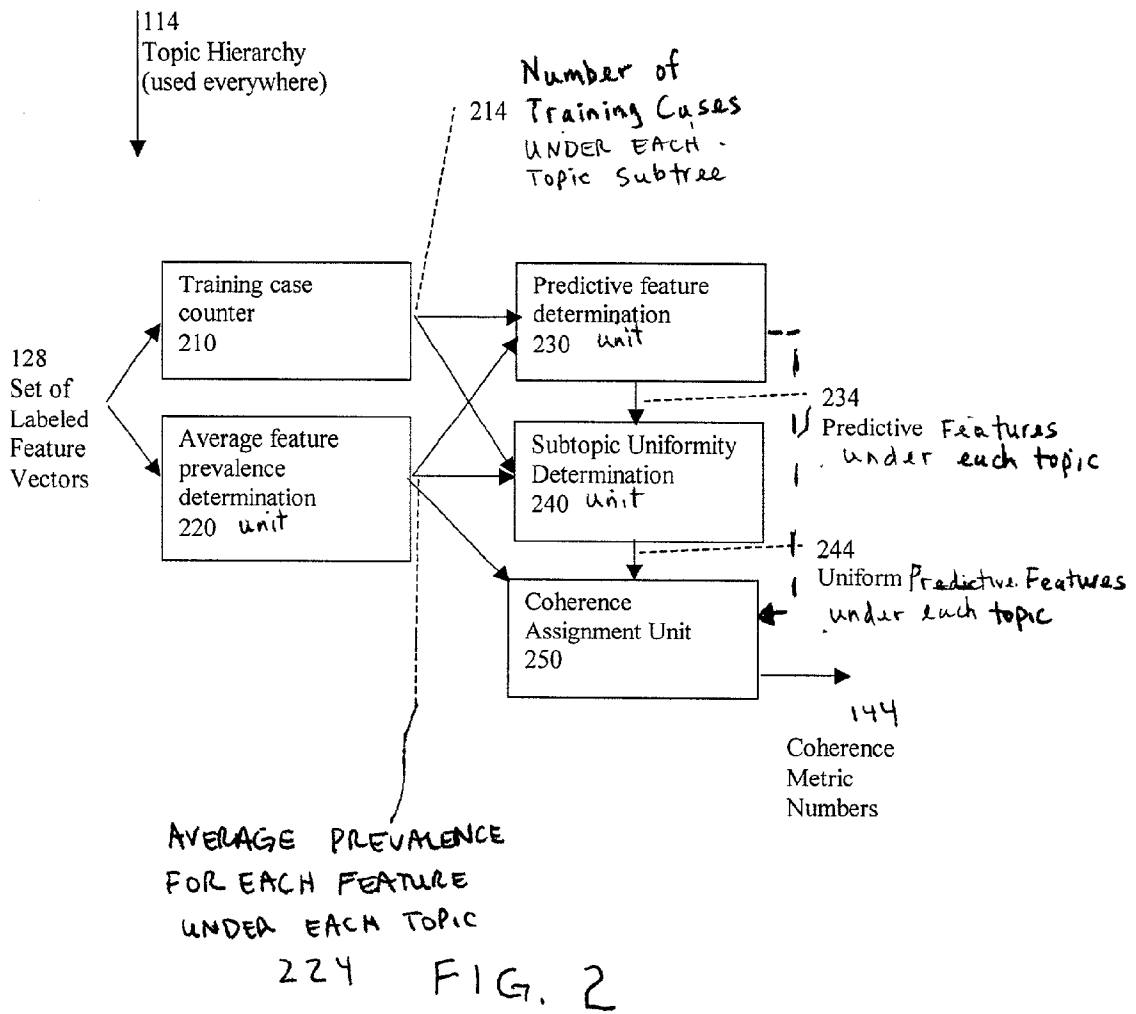 114
Topic Hierarchy
(used everywhere)
Number of
214 Training Cases
UNDER EACH
Topic Subtree
Training case
counter
210
Predictive feature
determination
230 unit
128
Set of
Labeled
Feature
Vectors
Average feature
prevalence
determination
220 unit
Subtopic Uniformity
Determination
240 unit
234
Predictive Features
under each topic
244
Uniform Predictive Features
under each topic
Coherence
Assignment Unit
250
144
Coherence
Metric
Numbers
AVERAGE PREVALENCE
FOR EACH FEATURE
UNDER EACH TOPIC
224
FIG. 2